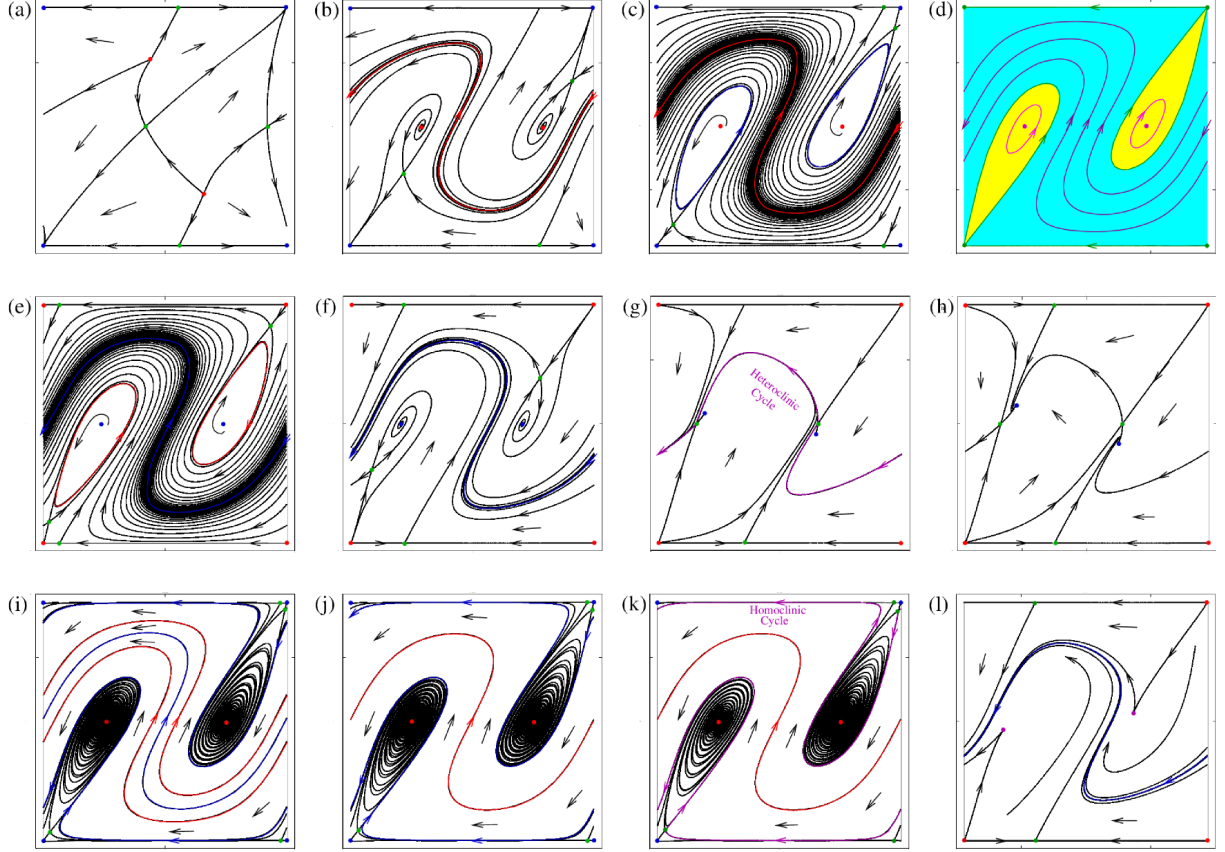 (a)
(b)
(c)
(d)
(e)
(f)
(g)
Heteroclinic
Cycle
(h)
(i)
(j)
(k)
Homoclinic
Cycle
(l)